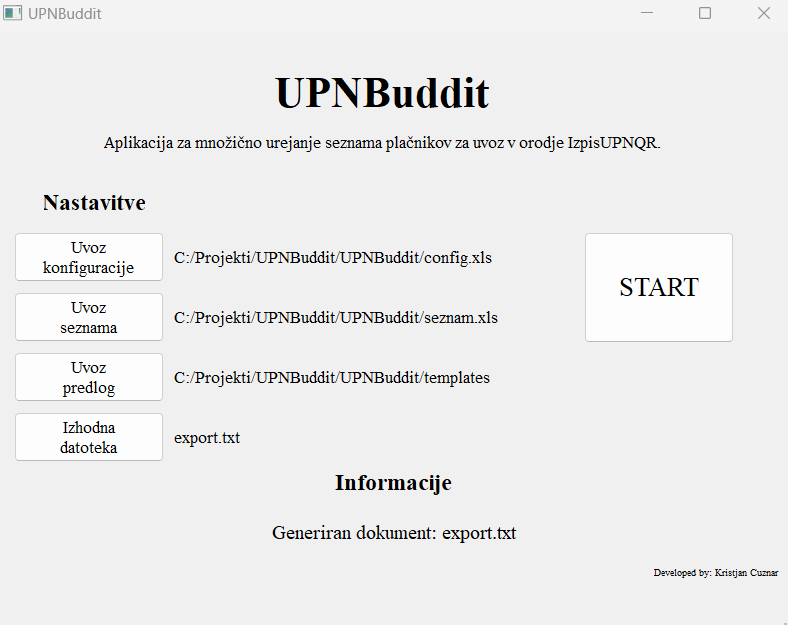 UPNBuddit
UPNBuddit
Aplikacija za množično urejanje seznama plačnikov za uvoz v orodje IzpisUPNQR.
Nastavitve
Uvoz
konfiguracije
C:/Projekti/UPNBuddit/UPNBuddit/config.xls
START
Uvoz
seznama
C:/Projekti/UPNBuddit/UPNBuddit/seznam.xls
Uvoz
predlog
C:/Projekti/UPNBuddit/UPNBuddit/templates
Izhodna
datoteka
export.txt
Informacije
Generiran dokument: export.txt
Developed by: Kristjan Cuznar